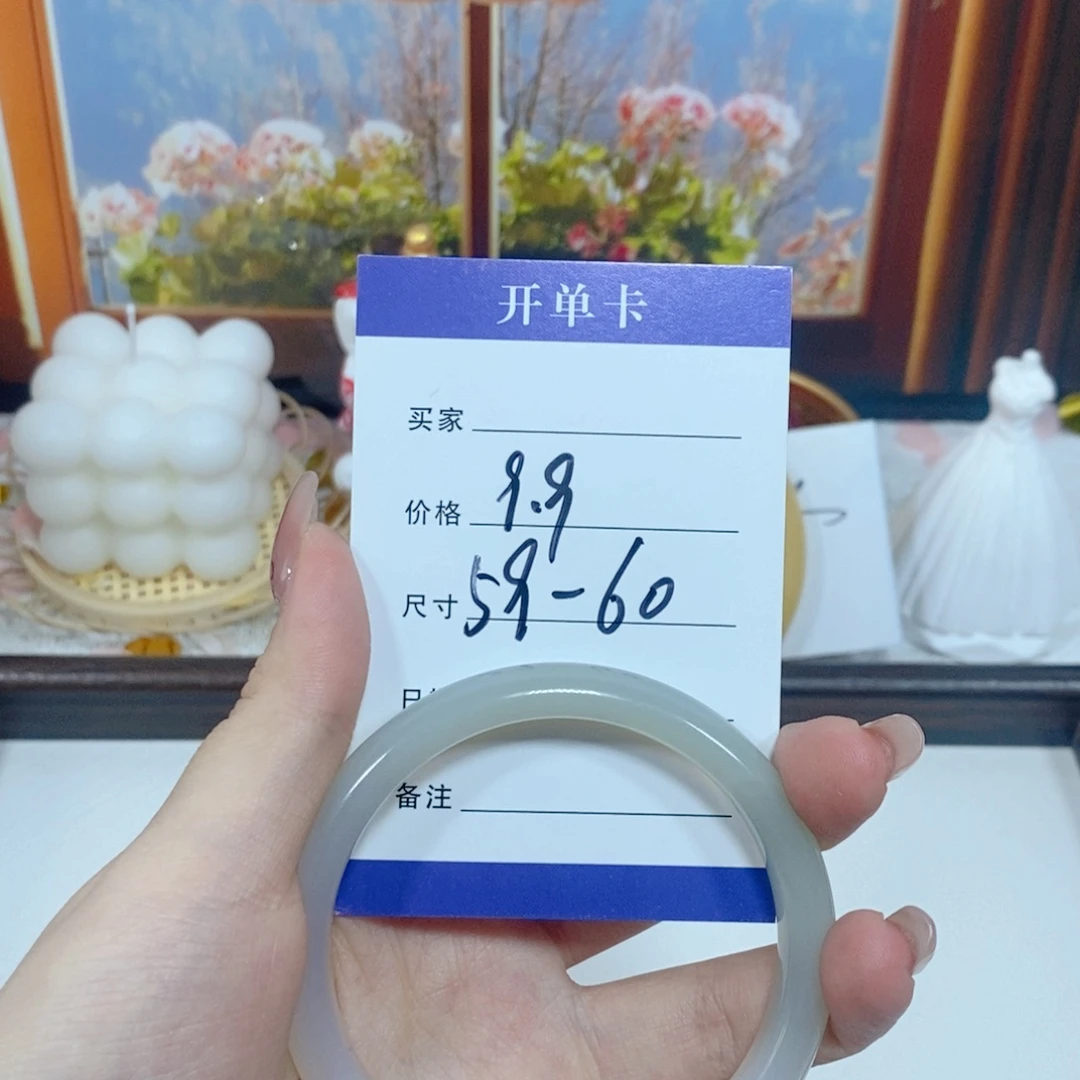 开单卡
买家
价格 9.9
尺寸 59-60
备注